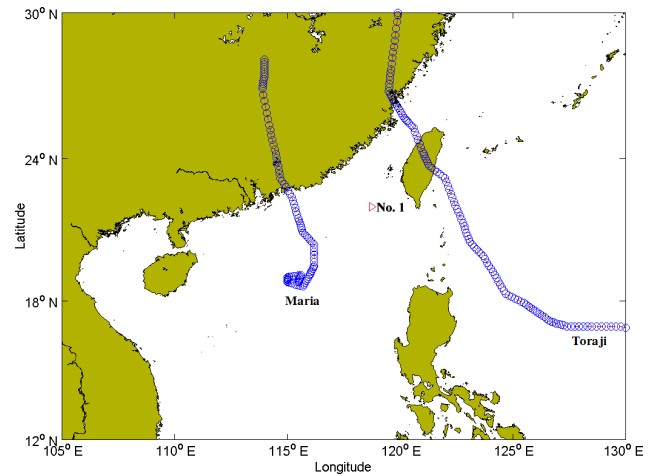 30° N
24° N
18° N
12° N
Latitude
No. 1
Maria
Toraji
105° E
110° E
115° E
120° E
125° E
130° E
Longitude